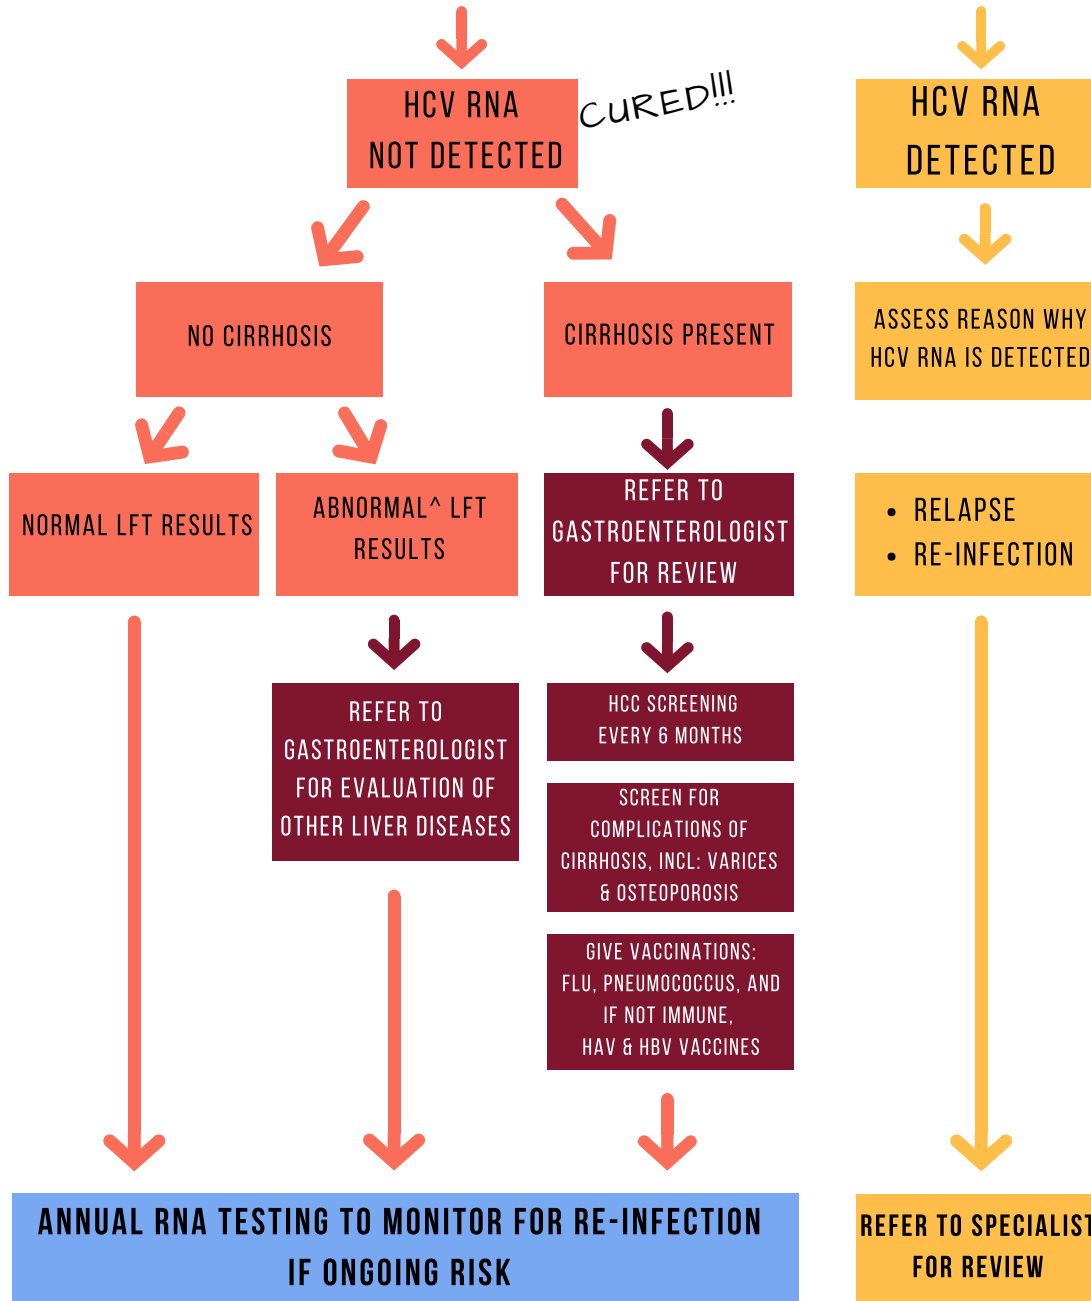 HCV RNA
NOT DETECTED
CURED!!!
HCV RNA
DETECTED
NO CIRRHOSIS
CIRRHOSIS PRESENT
ASSESS REASON WHY
HCV RNA IS DETECTED
NORMAL LFT RESULTS
ABNORMAL^ LFT
RESULTS
REFER TO
GASTROENTEROLOGIST
FOR REVIEW
• RELAPSE
• RE-INFECTION
REFER TO
GASTROENTEROLOGIST
FOR EVALUATION OF
OTHER LIVER DISEASES
HCC SCREENING
EVERY 6 MONTHS
SCREEN FOR
COMPLICATIONS OF
CIRRHOSIS, INCL: VARICES
& OSTEOPOROSIS
GIVE VACCINATIONS:
FLU, PNEUMOCOCCUS, AND
IF NOT IMMUNE,
HAV & HBV VACCINES
ANNUAL RNA TESTING TO MONITOR FOR RE-INFECTION
IF ONGOING RISK
REFER TO SPECIALIST
FOR REVIEW